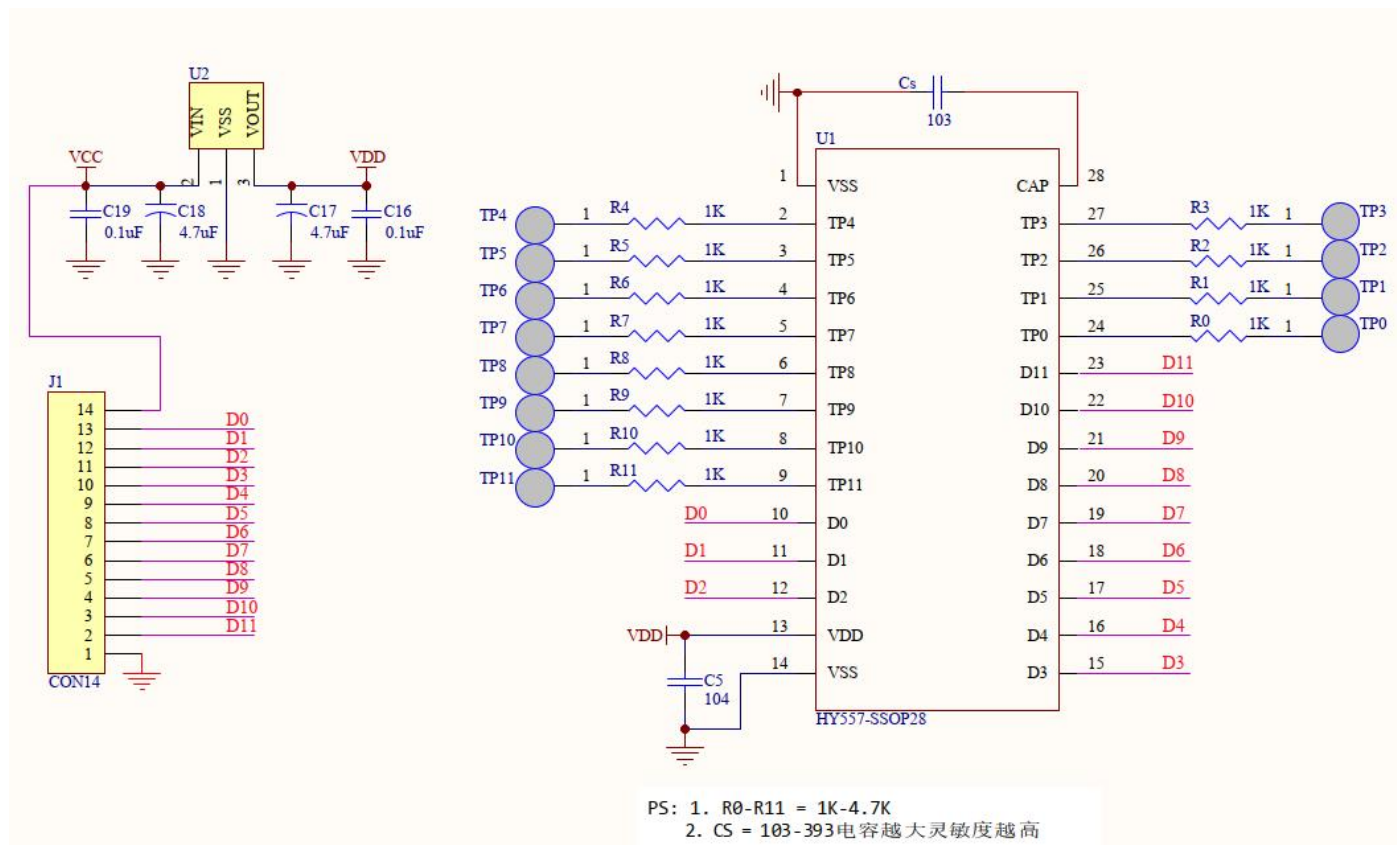 U2
VIN
VSS
VOUT
2
1
3
VCC
VDD
C19
0.1uF
C18
4.7uF
C17
4.7uF
C16
0.1uF
J1
14
13 D0
12 D1
11 D2
10 D3
9 D4
8 D5
7 D6
6 D7
5 D8
4 D9
3 D10
2 D11
1
CON14
Cs
103
U1
TP4 1 R4 1K 2 TP4
TP5 1 R5 1K 3 TP5
TP6 1 R6 1K 4 TP6
TP7 1 R7 1K 5 TP7
TP8 1 R8 1K 6 TP8
TP9 1 R9 1K 7 TP9
TP10 1 R10 1K 8 TP10
TP11 1 R11 1K 9 TP11
D0 10 D0
D1 11 D1
D2 12 D2
VDD 13 VDD
14 VSS
C5
104
1 VSS
CAP 28
TP3 27 R3 1K 1 TP3
TP2 26 R2 1K 1 TP2
TP1 25 R1 1K 1 TP1
TP0 24 R0 1K 1 TP0
D11 23 D11
D10 22 D10
D9 21 D9
D8 20 D8
D7 19 D7
D6 18 D6
D5 17 D5
D4 16 D4
D3 15 D3
HY557-SSOP28
PS: 1. R0-R11 = 1K-4.7K
2. CS = 103-393电容越大灵敏度越高